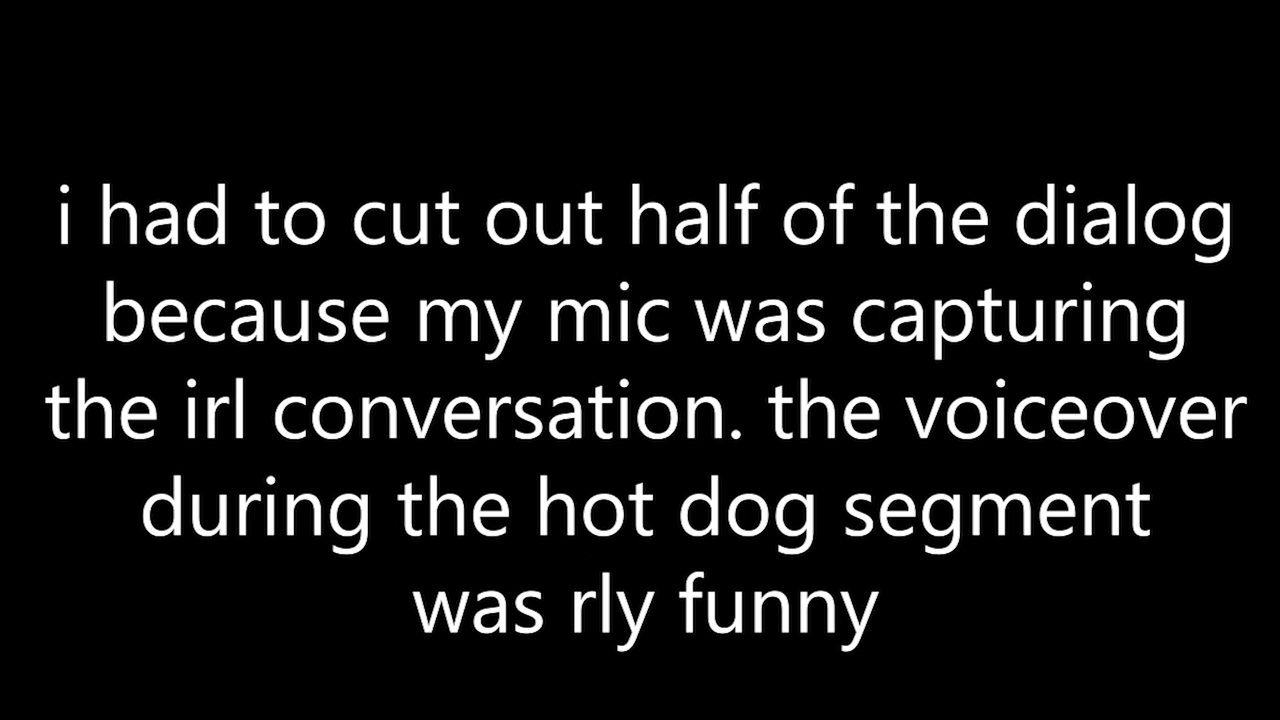 i had to cut out half of the dialog
because my mic was capturing
the irl conversation. the voiceover
during the hot dog segment
was rly funny